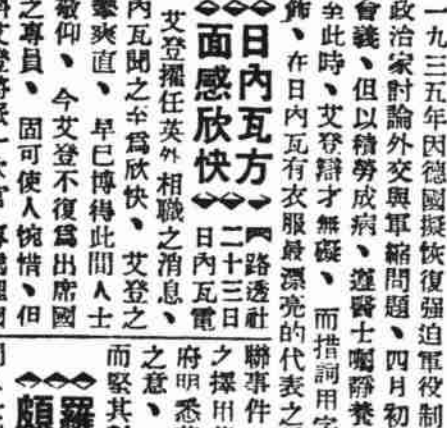 一九三五年因德國擬恢復强迫軍役制
政治家討論外交與軍縮問題、四月初
會議、但以積勞成病、遵醫士囑靜養
至此時、艾登辯才無礙、而措詞用字
飾、在日內瓦有衣服最漂亮的代表之
日內瓦方
面感欣快
路透社
二十三日
日內瓦電
艾登擢任英外相職之消息、
內瓦聞之至爲欣快、艾登之
摯爽直、早已博得此間人士
敬仰、今艾登不復爲出席國
之專員、固可使人惋惜、但
聯事件
之擇用
府明悉
之意、
而堅其
羅
頗